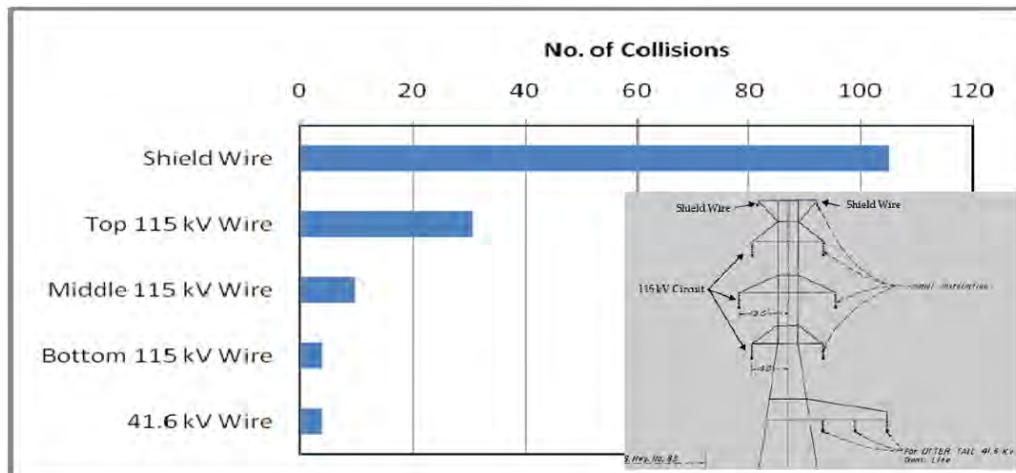 No. of Collisions
0 20 40 60 80 100 120
Shield Wire
Top 115 kV Wire
Middle 115 kV Wire
Bottom 115 kV Wire
41.6 kV Wire
Shield Wire
Shield Wire
115 kV Circuit
For OTTER TAIL 41.6 Kv